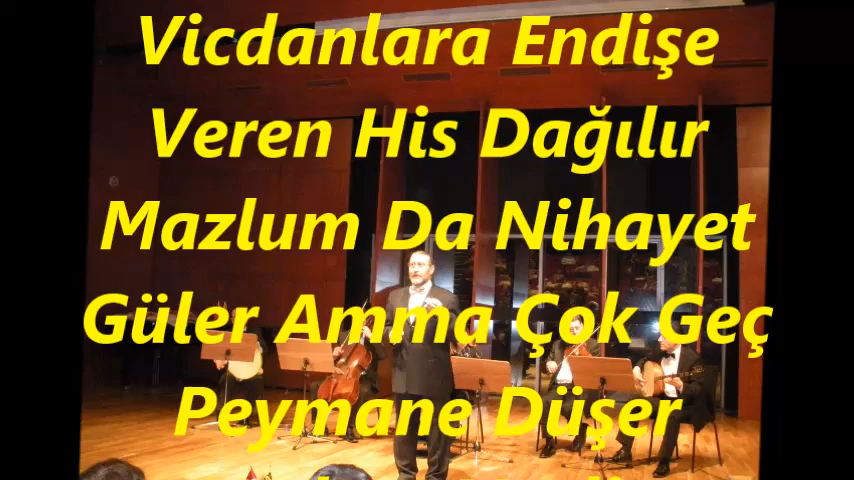 Vicdanlara Endişe
Veren His Dağılır
Mazlum Da Nihayet
Güler Amma Çok Geç
Peymane Düşer